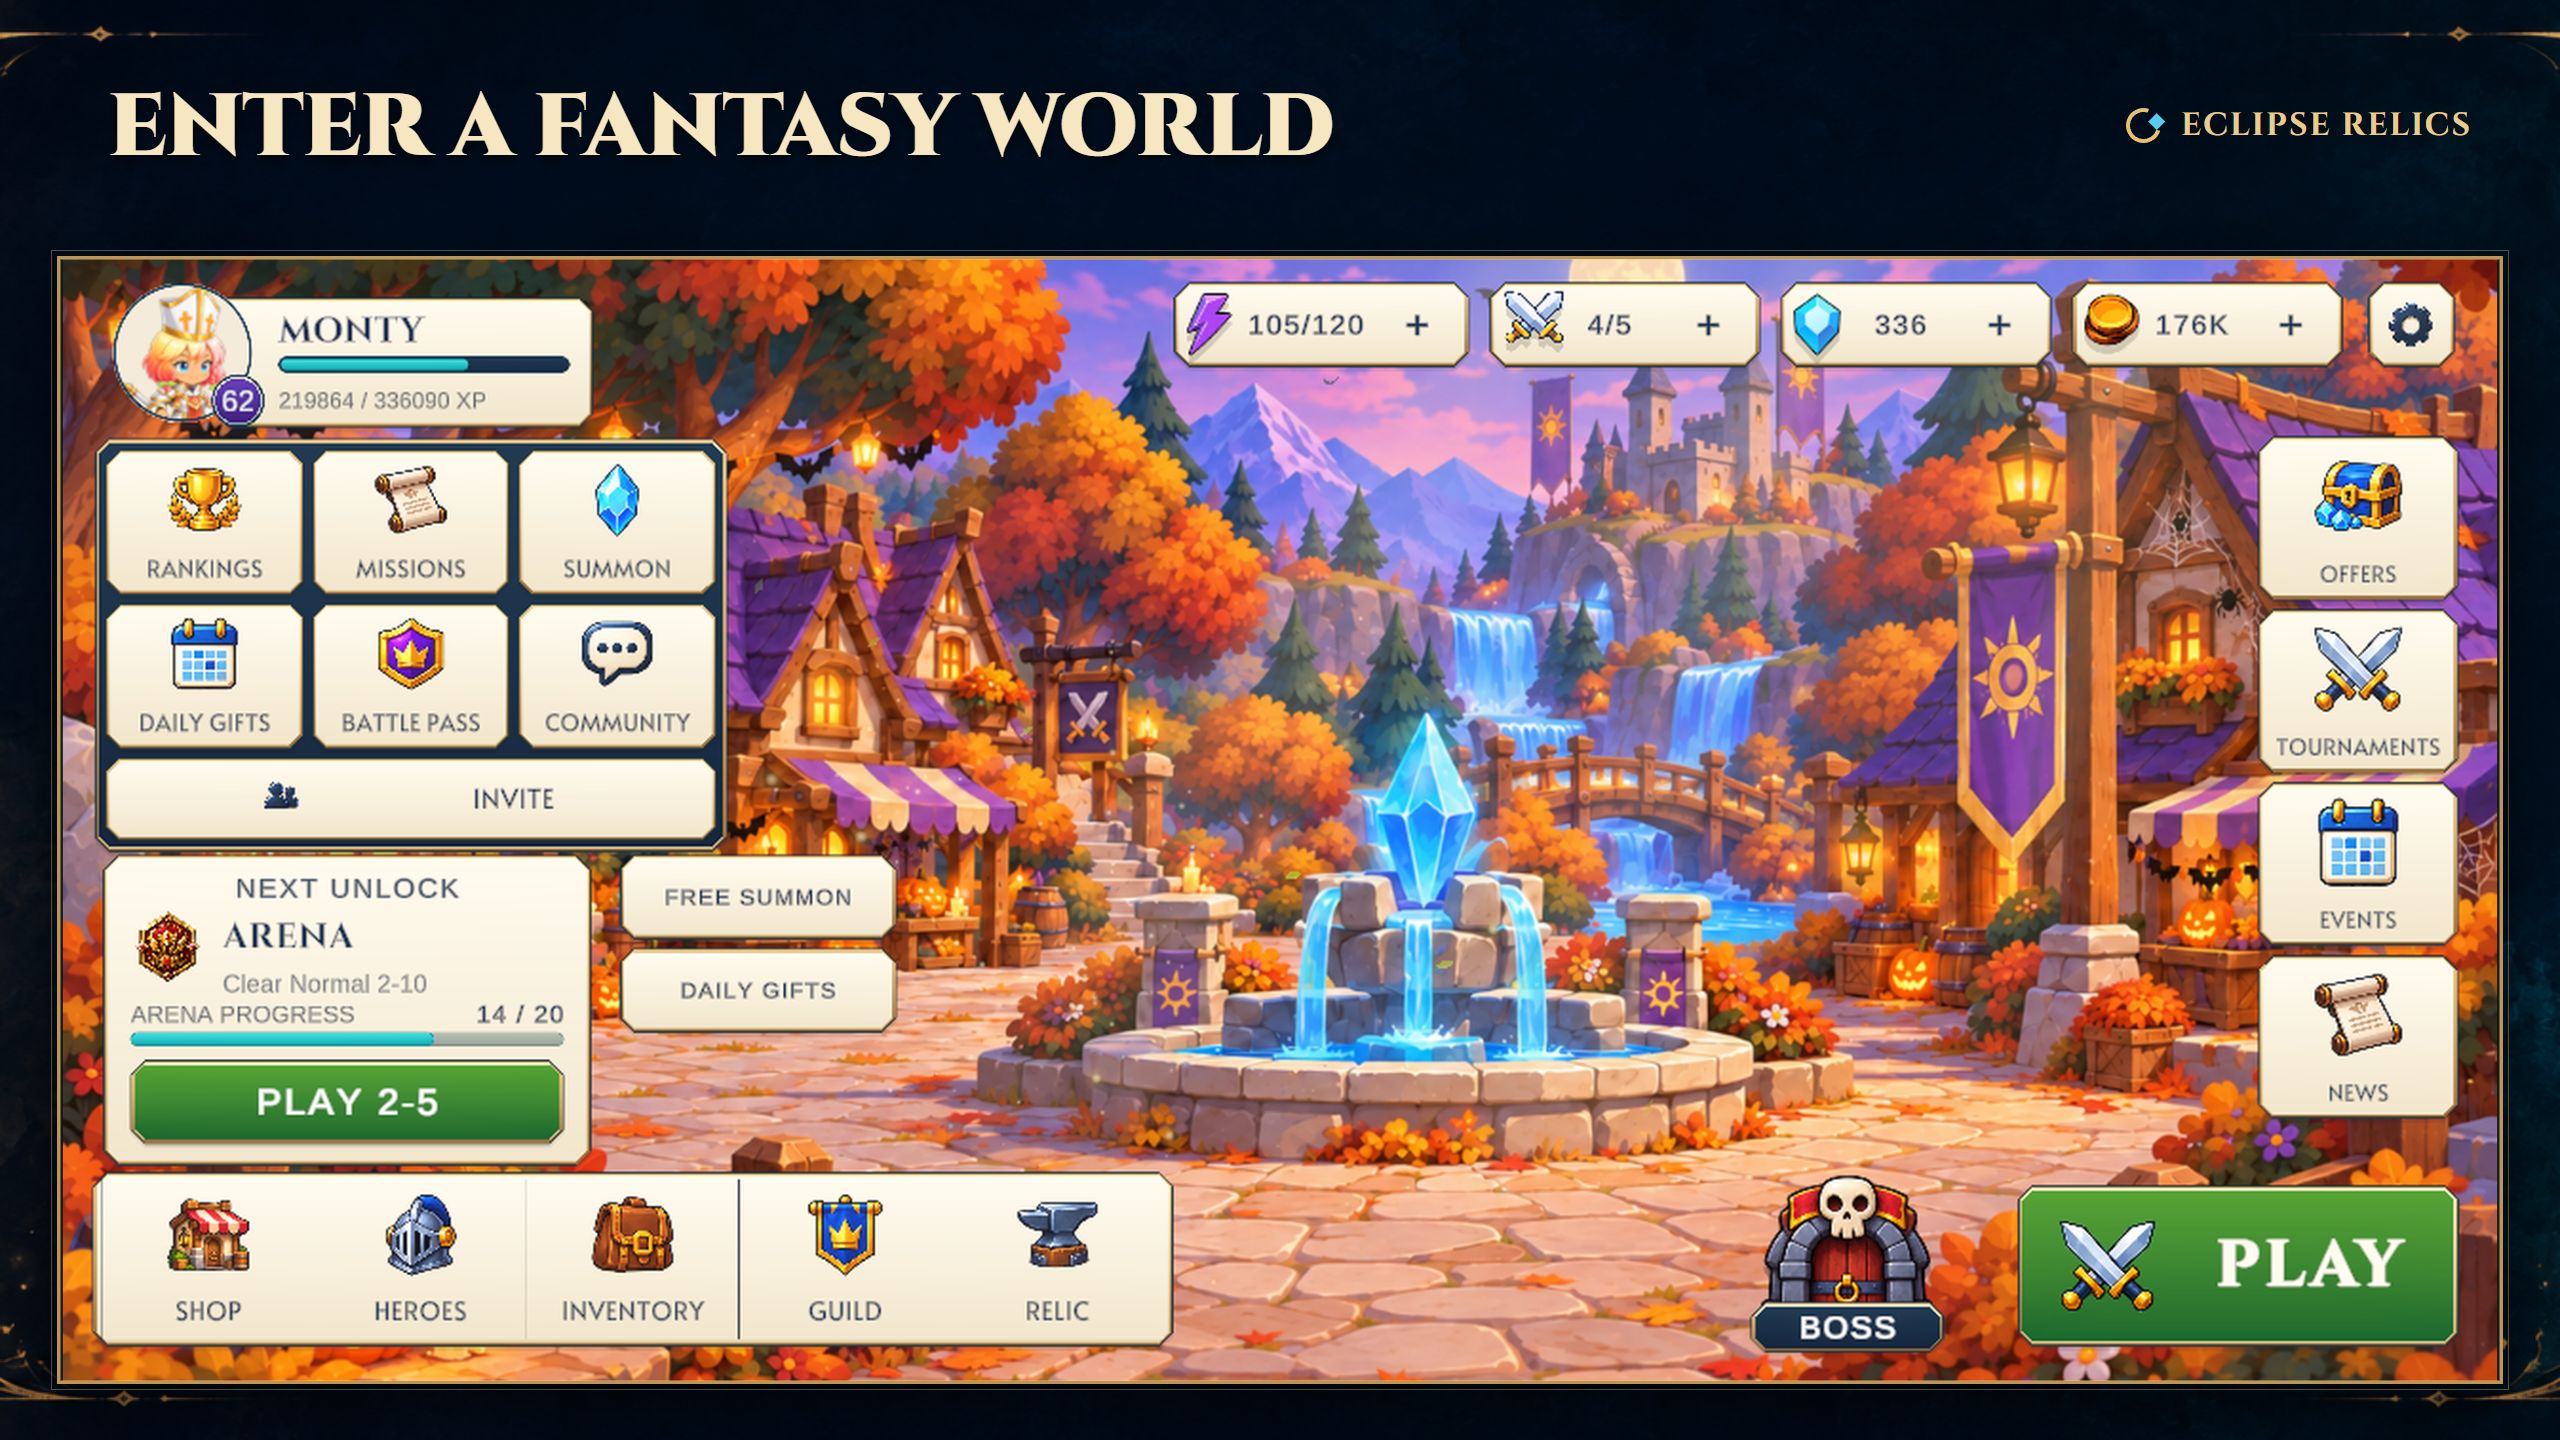 ENTER A FANTASY WORLD
ECLIPSE RELICS
MONTY
62
219864 / 336090 XP
105/120 +
4/5 +
336 +
176K +
RANKINGS
MISSIONS
SUMMON
DAILY GIFTS
BATTLE PASS
COMMUNITY
INVITE
NEXT UNLOCK
ARENA
Clear Normal 2-10
ARENA PROGRESS 14 / 20
PLAY 2-5
FREE SUMMON
DAILY GIFTS
OFFERS
TOURNAMENTS
EVENTS
NEWS
SHOP
HEROES
INVENTORY
GUILD
RELIC
BOSS
PLAY